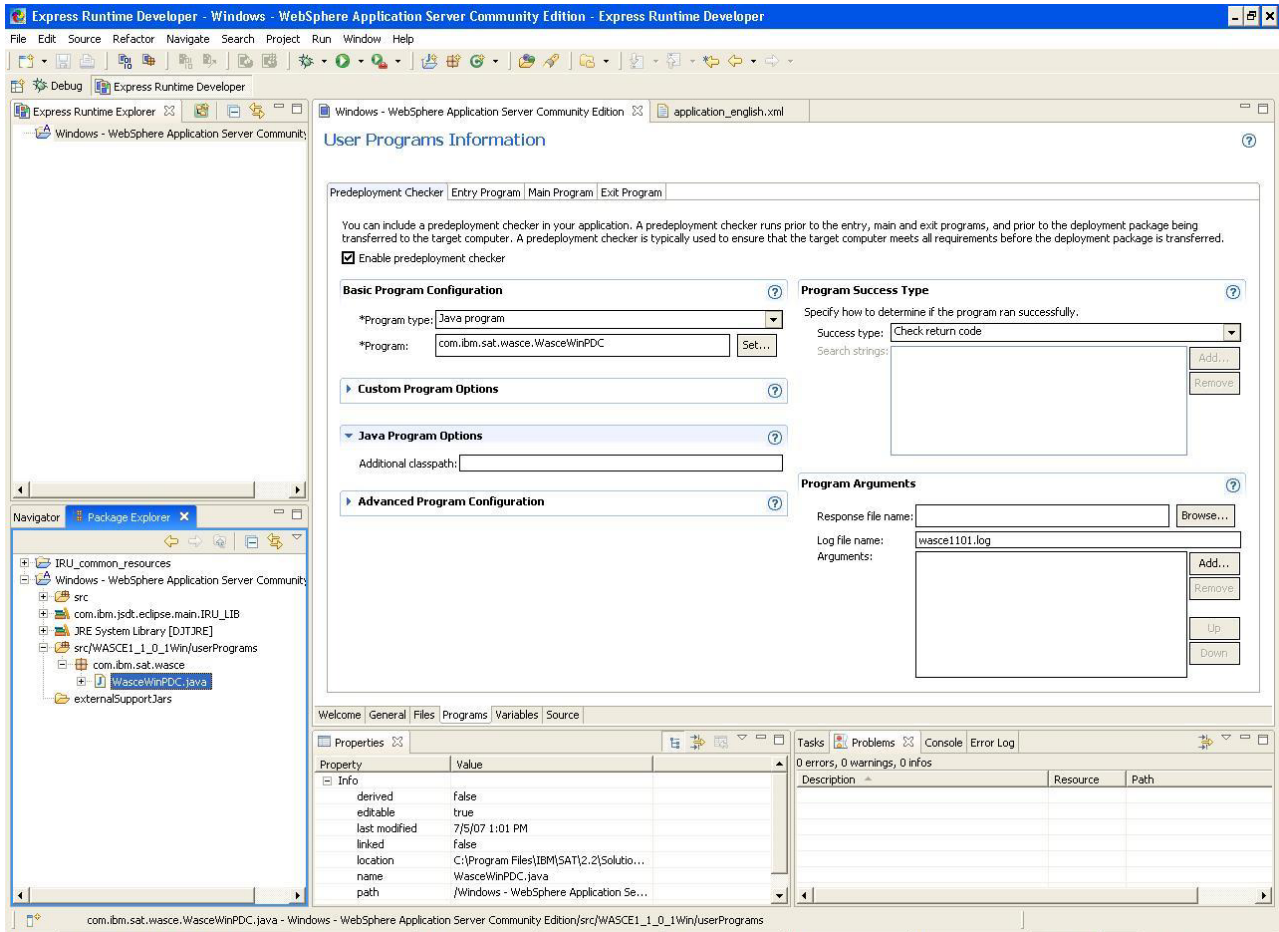 Express Runtime Developer - Windows - WebSphere Application Server Community Edition - Express Runtime Developer
File Edit Source Refactor Navigate Search Project Run Window Help
Debug Express Runtime Developer
Express Runtime Explorer
Windows - WebSphere Application Server Community
Windows - WebSphere Application Server Community Edition
application_english.xml
User Programs Information
Predeployment Checker Entry Program Main Program Exit Program
You can include a predeployment checker in your application. A predeployment checker runs prior to the entry, main and exit programs, and prior to the deployment package being
transferred to the target computer. A predeployment checker is typically used to ensure that the target computer meets all requirements before the deployment package is transferred.
Enable predeployment checker
Basic Program Configuration
*Program type: Java program
*Program: com.ibm.sat.wasce.WasceWinPDC Set...
Custom Program Options
Java Program Options
Additional classpath:
Advanced Program Configuration
Program Success Type
Specify how to determine if the program ran successfully.
Success type: Check return code
Search strings: Add...
Remove
Program Arguments
Response file name: Browse...
Log file name: wasce1101.log
Arguments: Add...
Remove
Up
Down
Welcome General Files Programs Variables Source
Navigator Package Explorer
IRU_common_resources
Windows - WebSphere Application Server Community
src
com.ibm.jsdt.eclipse.main.IRU_LIB
JRE System Library [DJTJRE]
src/WASCE1_1_0_1Win/userPrograms
com.ibm.sat.wasce
WasceWinPDC.java
externalSupportJars
Properties
Property Value
Info
derived false
editable true
last modified 7/5/07 1:01 PM
linked false
location C:\Program Files\IBM\SAT\2.2\Solutio...
name WasceWinPDC.java
path /Windows - WebSphere Application Se...
Tasks Problems Console Error Log
0 errors, 0 warnings, 0 infos
Description Resource Path
com.ibm.sat.wasce.WasceWinPDC.java - Windows - WebSphere Application Server Community Edition/src/WASCE1_1_0_1Win/userPrograms